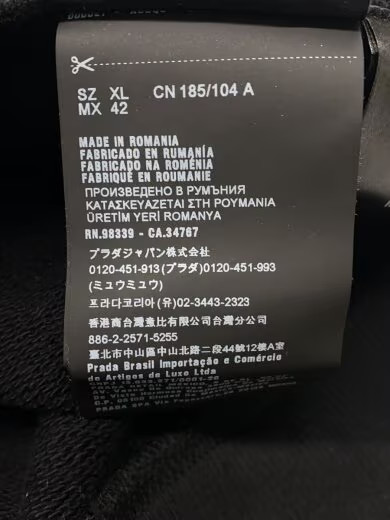 SZ XL CN 185/104 A
MX 42
MADE IN ROMANIA
FABRICADO EN RUMANÍA
FABRICADO NA ROMÉNIA
FABRIQUÉ EN ROUMANIE
ПРОИЗВЕДЕНО В РУМЪНИЯ
ΚΑΤΑΣΚΕΥΑΖΕΤΑΙ ΣΤΗ ΡΟΥΜΑΝΙΑ
ÜRETİM YERİ ROMANYA
RN.98339 - CA.34767
プラダジャパン株式会社
0120-451-913(プラダ)0120-451-993
(ミュウミュウ)
프라다코리아(유)02-3443-2323
香港商台灣進比有限公司台灣分公司
886-2-2571-5255
臺北市中山區中山北路二段44號12樓A室
Prada Brasil Importação e Comércio
de Artigos de Luxo Ltda